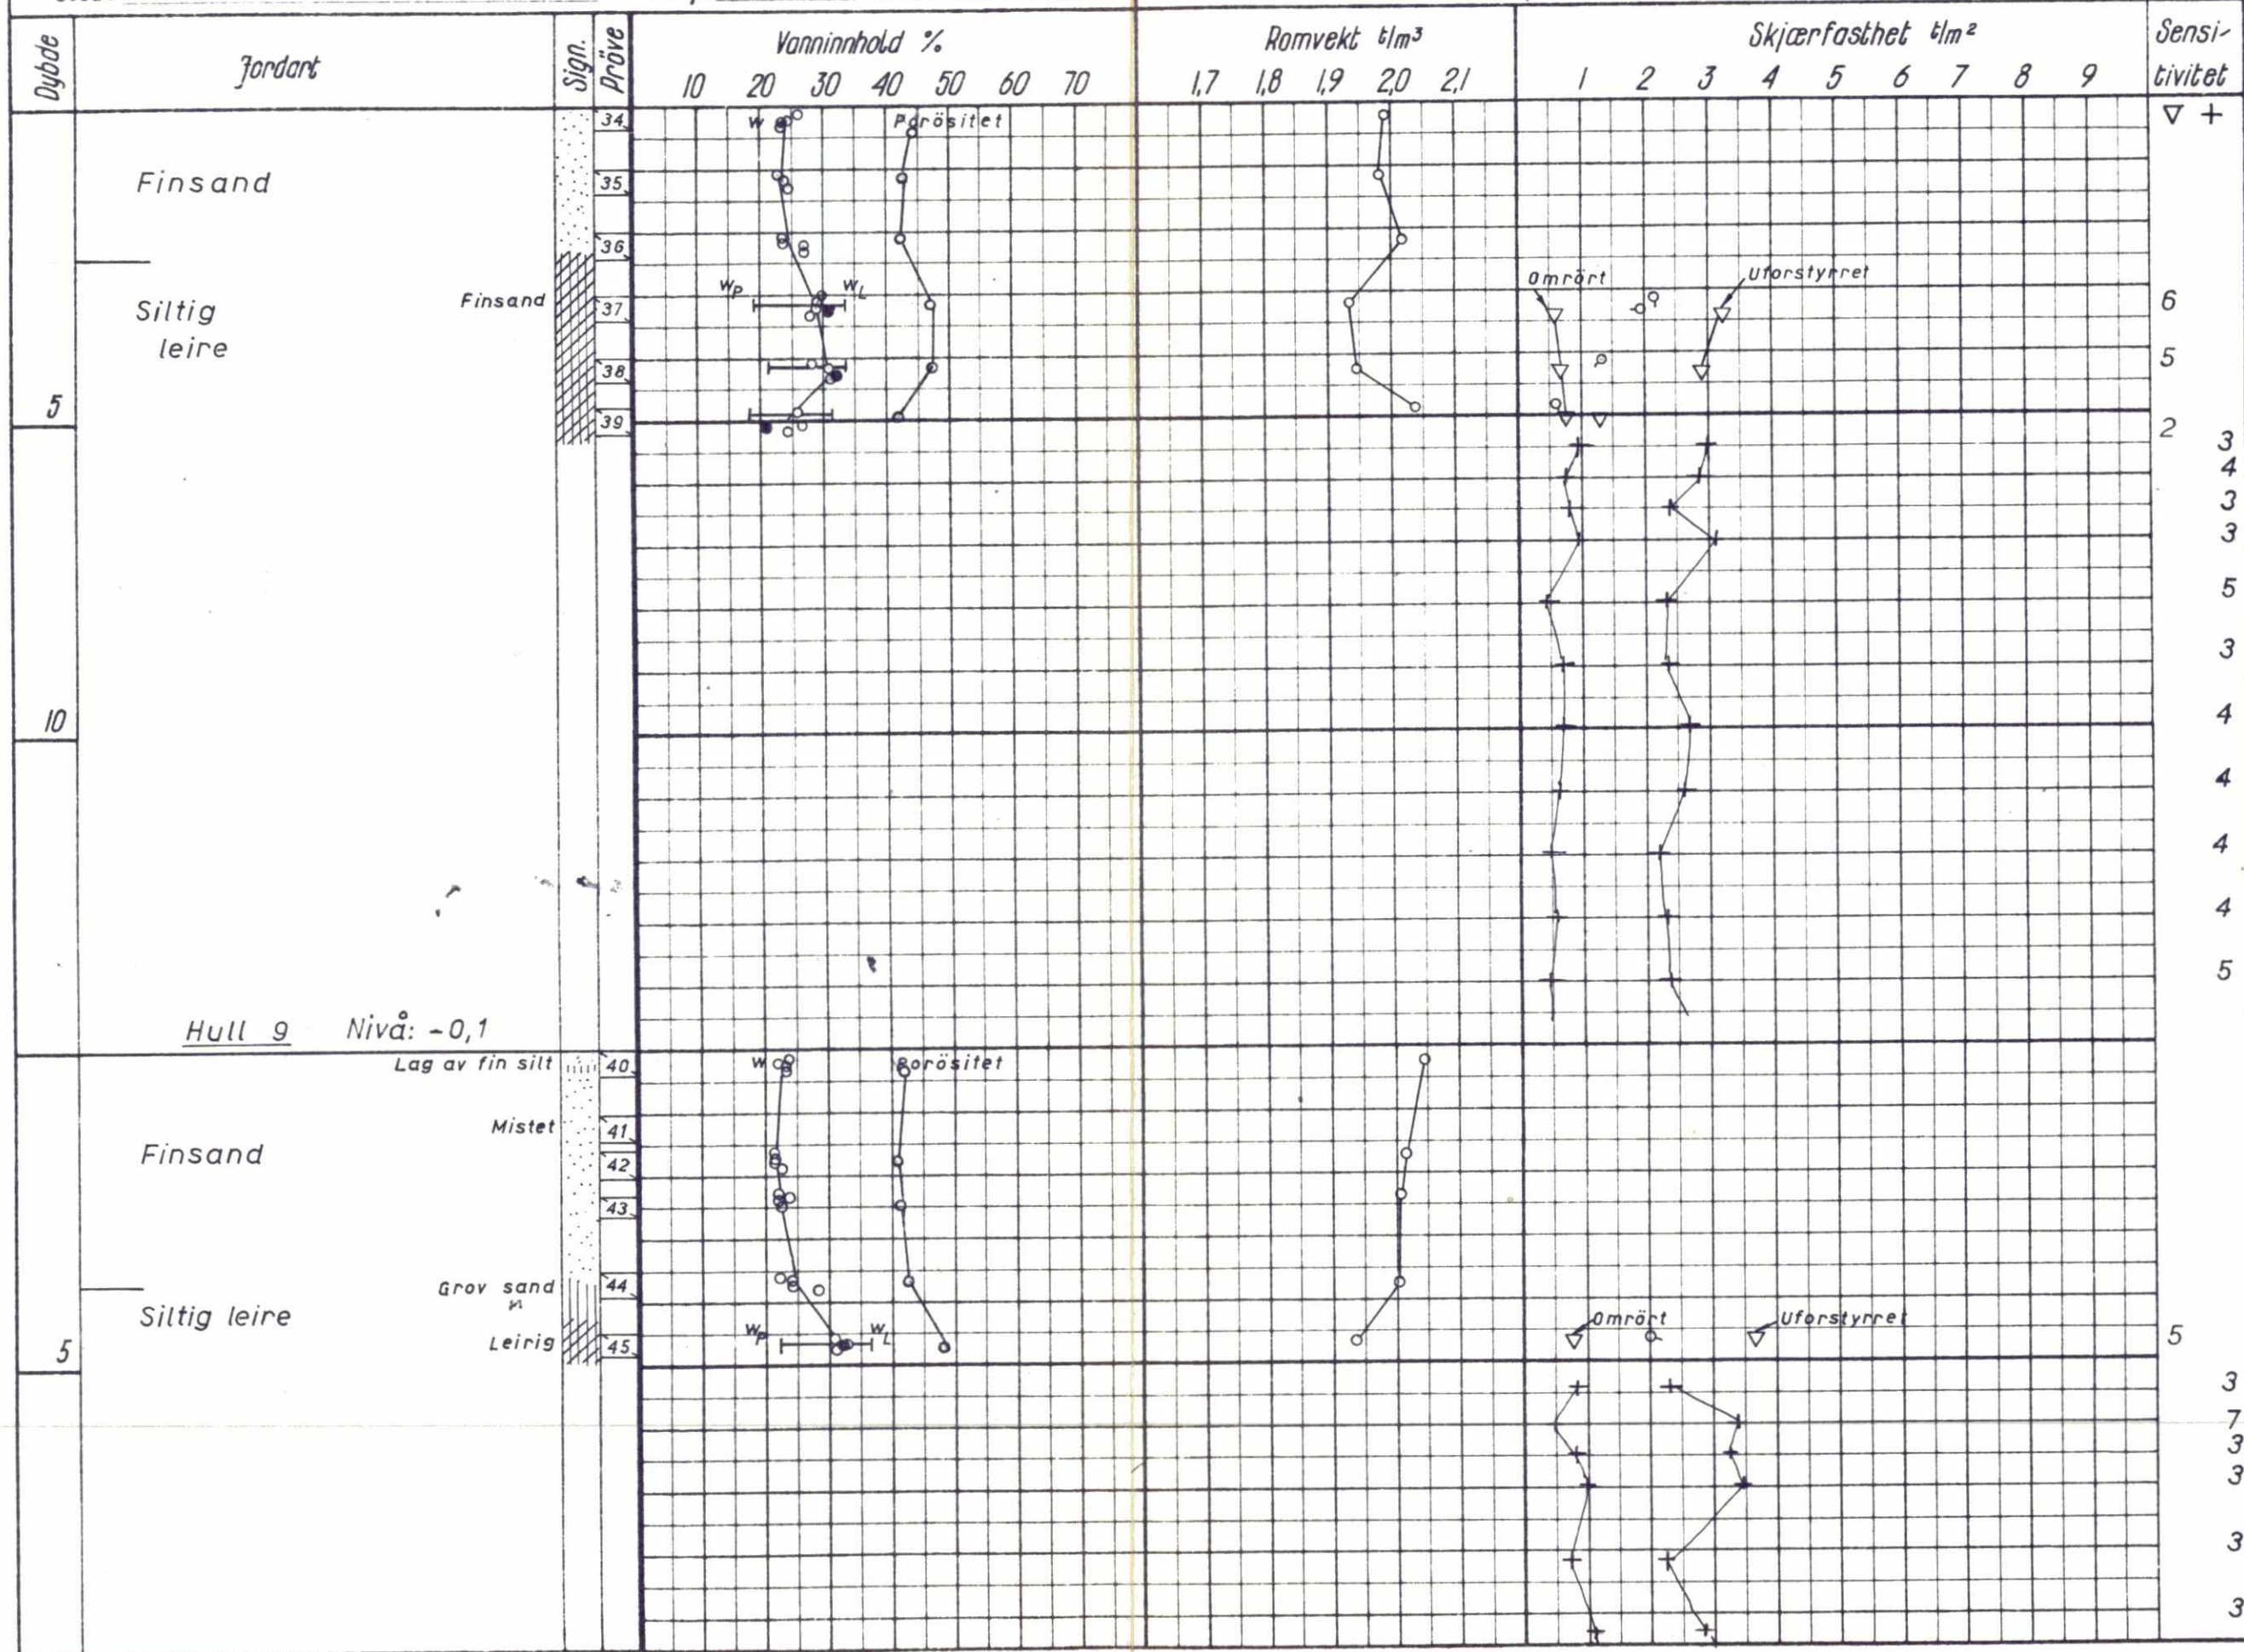 Dybde Jordart Sign. Pröve Vanninnhold % Romvekt t/m³ Skjærfasthet t/m² Sensi-
10 20 30 40 50 60 70 1,7 1,8 1,9 2,0 2,1 1 2 3 4 5 6 7 8 9 tivitet
34 W Porösitet ▽ +
Finsand 35
36
Omrört Uforstyrret
Siltig Finsand 37 Wp WL 6
leire
38 5
5 39 2
3
4
3
3
5
3
10 4
4
4
4
5
Hull 9 Nivå: -0,1
Lag av fin silt 40 W Porösitet
Mistet 41
Finsand 42
43
Grov sand 44
Siltig leire Omrört Uforstyrret
Leirig 45 Wp WL 5
5
3
7
3
3
3
3